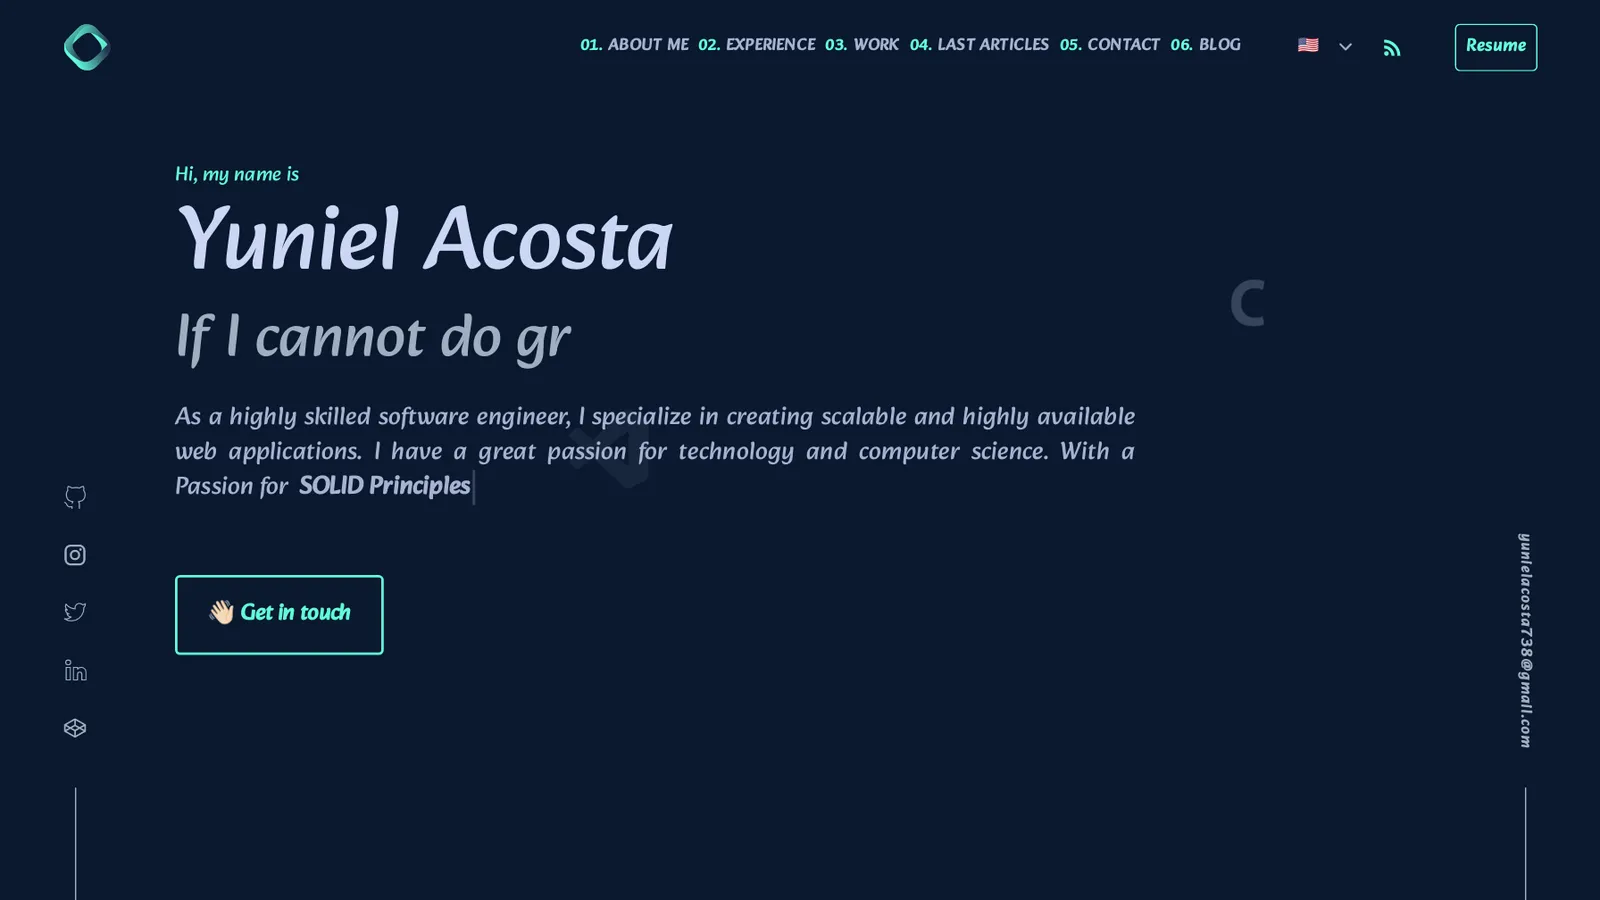 01. ABOUT ME 02. EXPERIENCE 03. WORK 04. LAST ARTICLES 05. CONTACT 06. BLOG
Resume
Hi, my name is
Yuniel Acosta
If I cannot do gr
C
As a highly skilled software engineer, I specialize in creating scalable and highly available
web applications. I have a great passion for technology and computer science. With a
Passion for SOLID Principles
Get in touch
yunielacosta738@gmail.com